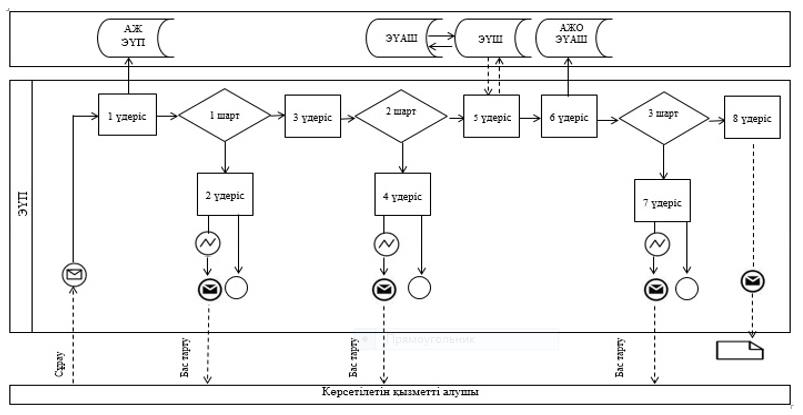 АЖ
ЭҮП
ЭҮАШ
ЭҮШ
АЖО
ЭҮАШ
ЭҮП
1 үдеріс
1 шарт
3 үдеріс
2 шарт
5 үдеріс
6 үдеріс
3 шарт
8 үдеріс
2 үдеріс
4 үдеріс
7 үдеріс
Прямоугольник
Сұрау
Бас тарту
Бас тарту
Бас тарту
Көрсетілетін қызметті алушы